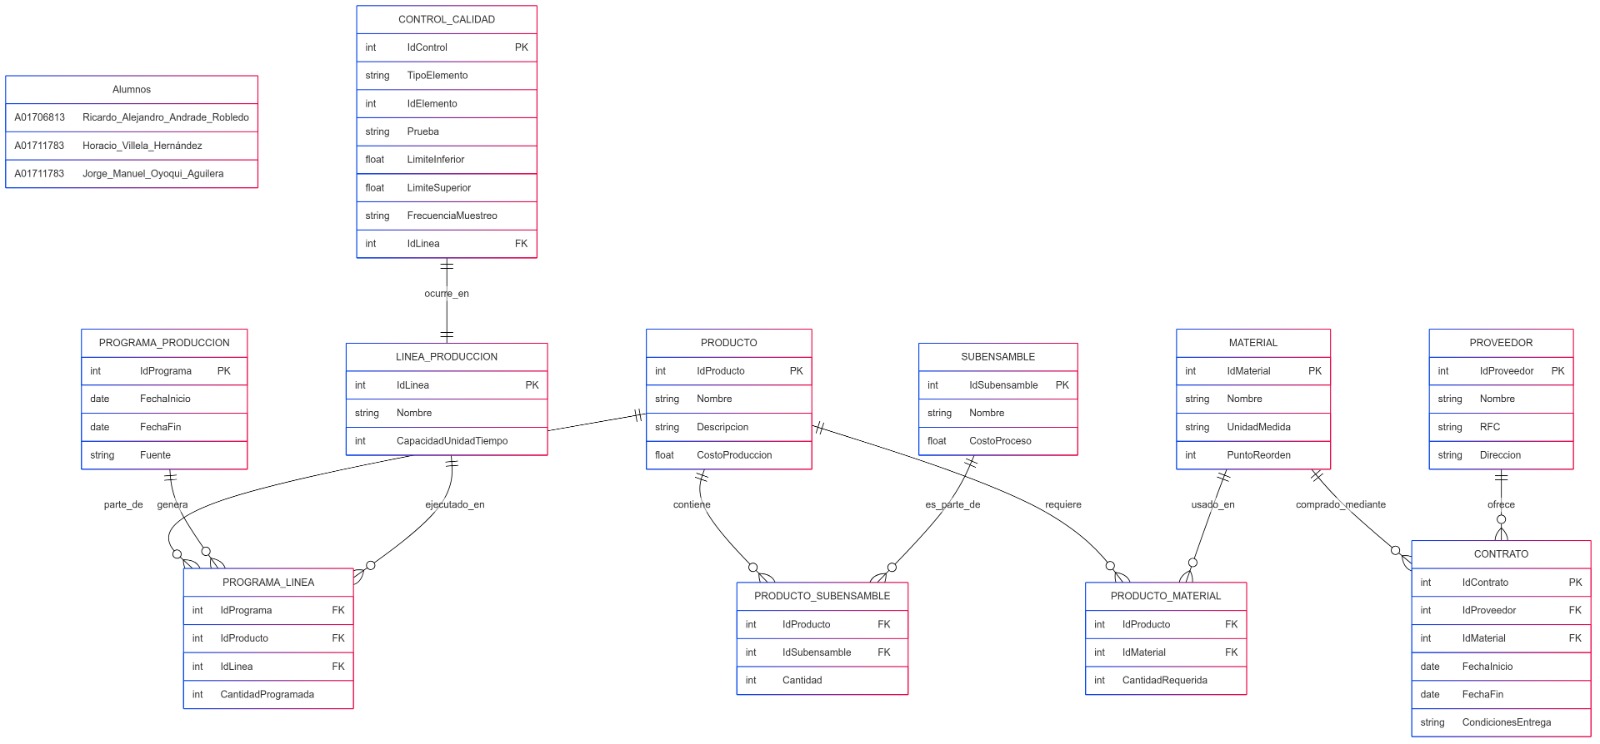 Alumnos
A01706813 Ricardo_Alejandro_Andrade_Robledo
A01711783 Horacio_Villela_Hernández
A01711783 Jorge_Manuel_Oyoqui_Aguilera
CONTROL_CALIDAD
int IdControl PK
string TipoElemento
int IdElemento
string Prueba
float LimiteInferior
float LimiteSuperior
string FrecuenciaMuestreo
int IdLinea FK
ocurre_en
PROGRAMA_PRODUCCION
int IdPrograma PK
date FechaInicio
date FechaFin
string Fuente
LINEA_PRODUCCION
int IdLinea PK
string Nombre
int CapacidadUnidadTiempo
PRODUCTO
int IdProducto PK
string Nombre
string Descripcion
float CostoProduccion
SUBENSAMBLE
int IdSubensamble PK
string Nombre
float CostoProceso
MATERIAL
int IdMaterial PK
string Nombre
string UnidadMedida
int PuntoReorden
PROVEEDOR
int IdProveedor PK
string Nombre
string RFC
string Direccion
parte_de genera ejecutado_en contiene es_parte_de requiere usado_en comprado_mediante ofrece
PROGRAMA_LINEA
int IdPrograma FK
int IdProducto FK
int IdLinea FK
int CantidadProgramada
PRODUCTO_SUBENSAMBLE
int IdProducto FK
int IdSubensamble FK
int Cantidad
PRODUCTO_MATERIAL
int IdProducto FK
int IdMaterial FK
int CantidadRequerida
CONTRATO
int IdContrato PK
int IdProveedor FK
int IdMaterial FK
date FechaInicio
date FechaFin
string CondicionesEntrega